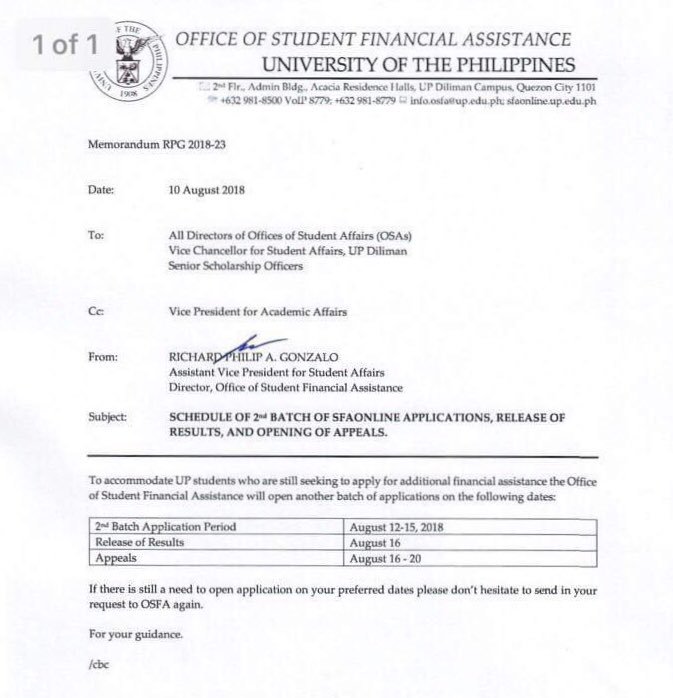 1 of 1
OFFICE OF STUDENT FINANCIAL ASSISTANCE
UNIVERSITY OF THE PHILIPPINES
2nd Flr., Admin Bldg., Acacia Residence Halls, UP Diliman Campus, Quezon City 1101
+632 981-8500 VoIP 8779; +632 981-8779 info.osfa@up.edu.ph; sfaonline.up.edu.ph
THE PHILIPPINES
1908
Memorandum RPG 2018-23
Date: 10 August 2018
To: All Directors of Offices of Student Affairs (OSAs)
Vice Chancellor for Student Affairs, UP Diliman
Senior Scholarship Officers
Cc: Vice President for Academic Affairs
From: RICHARD PHILIP A. GONZALO
Assistant Vice President for Student Affairs
Director, Office of Student Financial Assistance
Subject: SCHEDULE OF 2nd BATCH OF SFAONLINE APPLICATIONS, RELEASE OF
RESULTS, AND OPENING OF APPEALS.
To accommodate UP students who are still seeking to apply for additional financial assistance the Office
of Student Financial Assistance will open another batch of applications on the following dates:
2nd Batch Application Period August 12-15, 2018
Release of Results August 16
Appeals August 16 - 20
If there is still a need to open application on your preferred dates please don't hesitate to send in your
request to OSFA again.
For your guidance.
/cbc